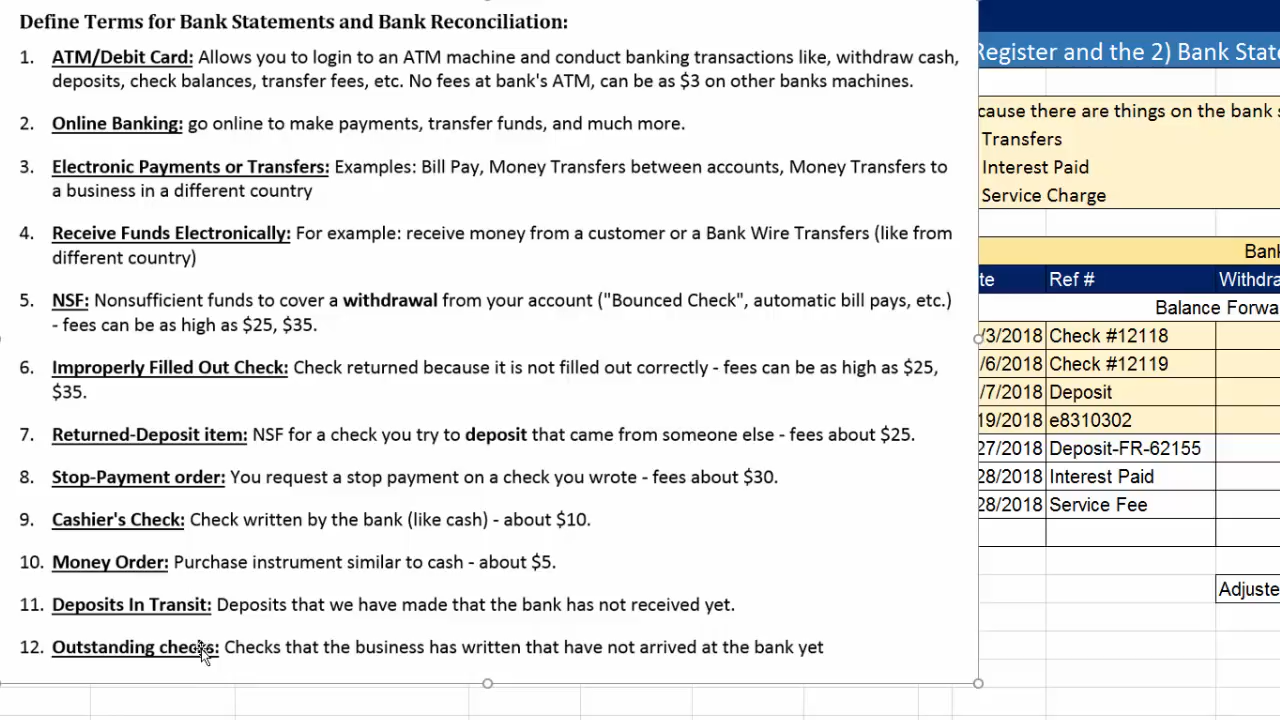 Define Terms for Bank Statements and Bank Reconciliation:
1. ATM/Debit Card: Allows you to login to an ATM machine and conduct banking transactions like, withdraw cash,
deposits, check balances, transfer fees, etc. No fees at bank's ATM, can be as $3 on other banks machines.
2. Online Banking: go online to make payments, transfer funds, and much more.
3. Electronic Payments or Transfers: Examples: Bill Pay, Money Transfers between accounts, Money Transfers to
a business in a different country
4. Receive Funds Electronically: For example: receive money from a customer or a Bank Wire Transfers (like from
different country)
5. NSF: Nonsufficient funds to cover a withdrawal from your account ("Bounced Check", automatic bill pays, etc.)
- fees can be as high as $25, $35.
6. Improperly Filled Out Check: Check returned because it is not filled out correctly - fees can be as high as $25,
$35.
7. Returned-Deposit item: NSF for a check you try to deposit that came from someone else - fees about $25.
8. Stop-Payment order: You request a stop payment on a check you wrote - fees about $30.
9. Cashier's Check: Check written by the bank (like cash) - about $10.
10. Money Order: Purchase instrument similar to cash - about $5.
11. Deposits In Transit: Deposits that we have made that the bank has not received yet.
12. Outstanding checks: Checks that the business has written that have not arrived at the bank yet
Register and the 2) Bank State
cause there are things on the bank s
Transfers
Interest Paid
Service Charge
Bank
te Ref # Withdra
Balance Forwa
/3/2018 Check #12118
/6/2018 Check #12119
/7/2018 Deposit
19/2018 e8310302
27/2018 Deposit-FR-62155
28/2018 Interest Paid
28/2018 Service Fee
Adjuste